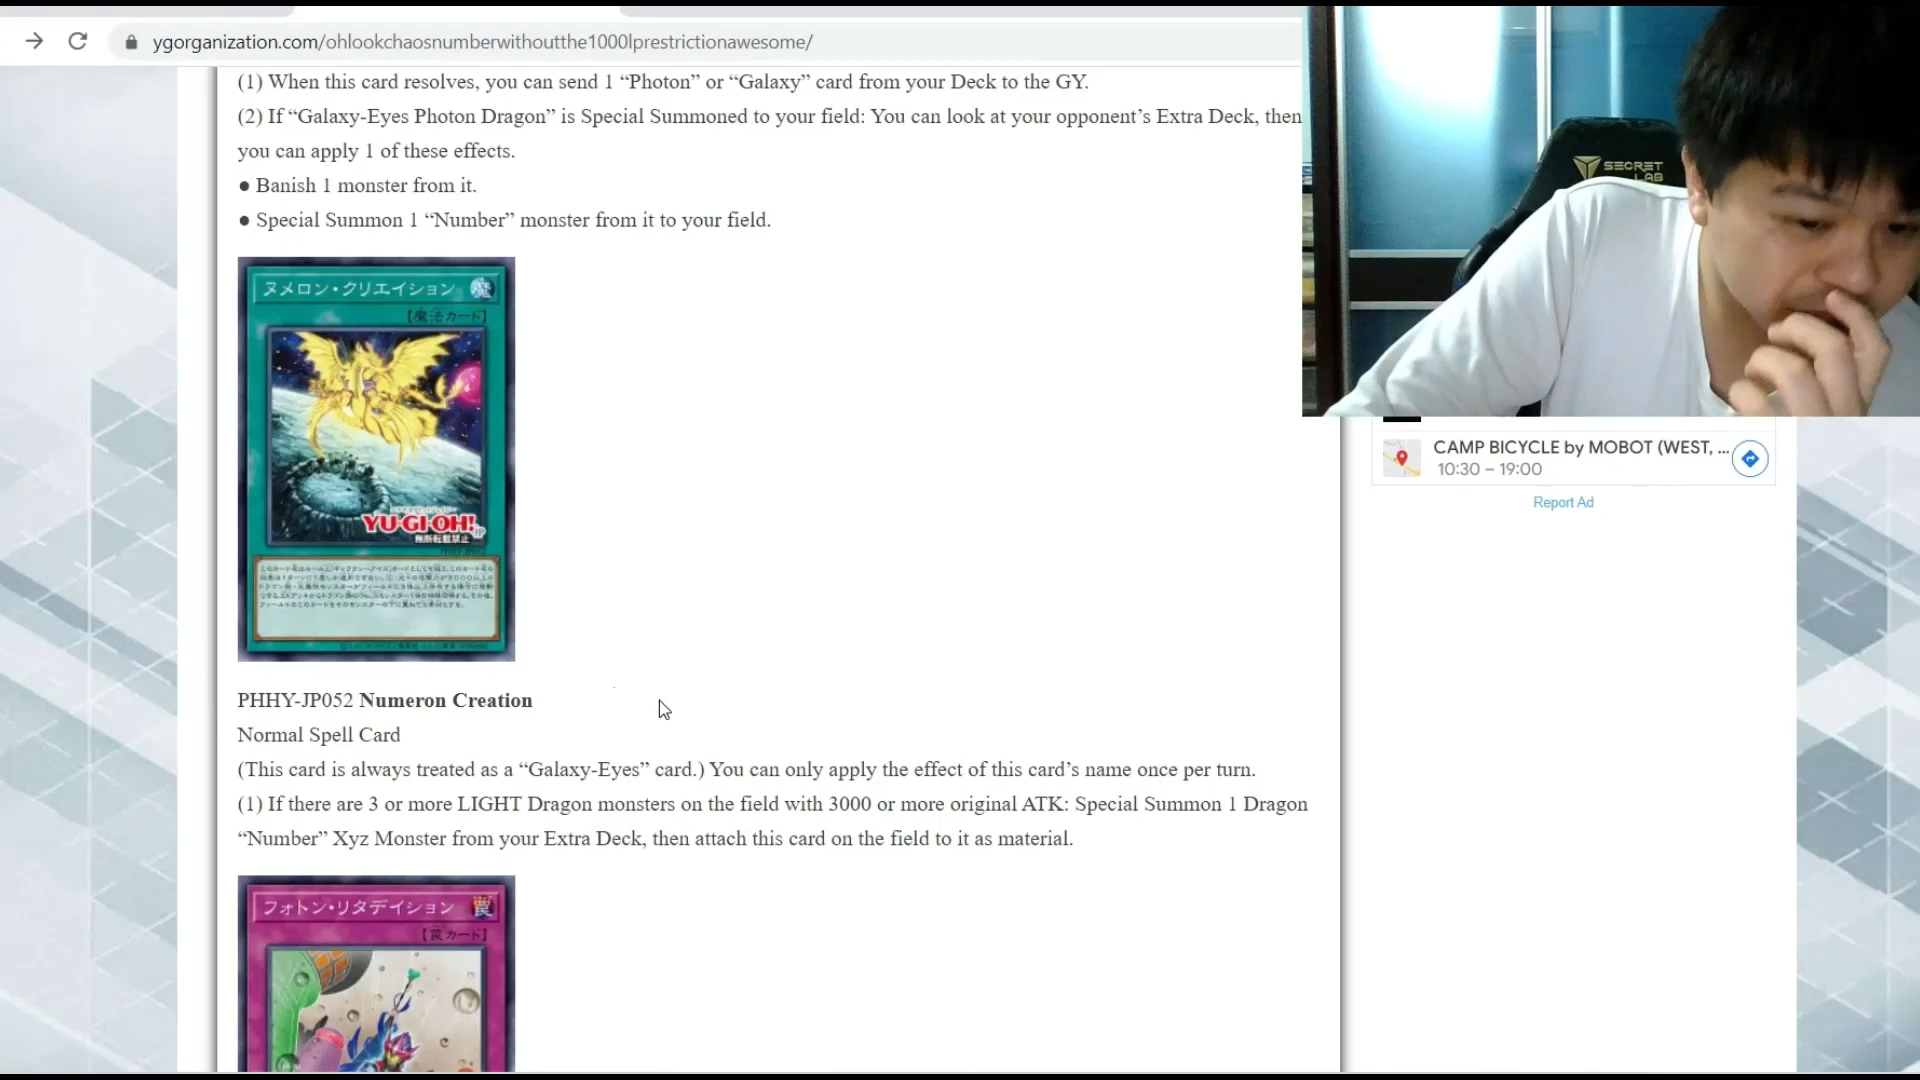 ygorganization.com/ohlookchaosnumberwithoutthe1000lprestrictionawesome/
(1) When this card resolves, you can send 1 “Photon” or “Galaxy” card from your Deck to the GY.
(2) If “Galaxy-Eyes Photon Dragon” is Special Summoned to your field: You can look at your opponent’s Extra Deck, then
you can apply 1 of these effects.
● Banish 1 monster from it.
● Special Summon 1 “Number” monster from it to your field.
SECRET
LAB
ヌメロン・クリエイション
【魔法カード】
YU-GI-OH!.jp
無断転載禁止
CAMP BICYCLE by MOBOT (WEST, ...
10:30 – 19:00
Report Ad
PHHY-JP052 Numeron Creation
Normal Spell Card
(This card is always treated as a “Galaxy-Eyes” card.) You can only apply the effect of this card’s name once per turn.
(1) If there are 3 or more LIGHT Dragon monsters on the field with 3000 or more original ATK: Special Summon 1 Dragon
“Number” Xyz Monster from your Extra Deck, then attach this card on the field to it as material.
フォトン・リタデイション
【罠カード】